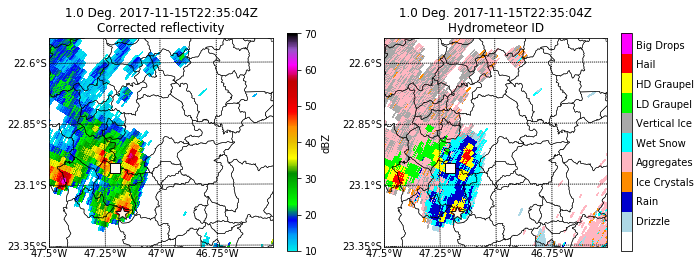 1.0 Deg. 2017-11-15T22:35:04Z
Corrected reflectivity
22.6°S
22.85°S
23.1°S
23.35°S
47.5°W
47.25°W
47°W
46.75°W
70
60
50
40
30
20
10
dBZ
1.0 Deg. 2017-11-15T22:35:04Z
Hydrometeor ID
22.6°S
22.85°S
23.1°S
23.35°S
47.5°W
47.25°W
47°W
46.75°W
Big Drops
Hail
HD Graupel
LD Graupel
Vertical Ice
Wet Snow
Aggregates
Ice Crystals
Rain
Drizzle